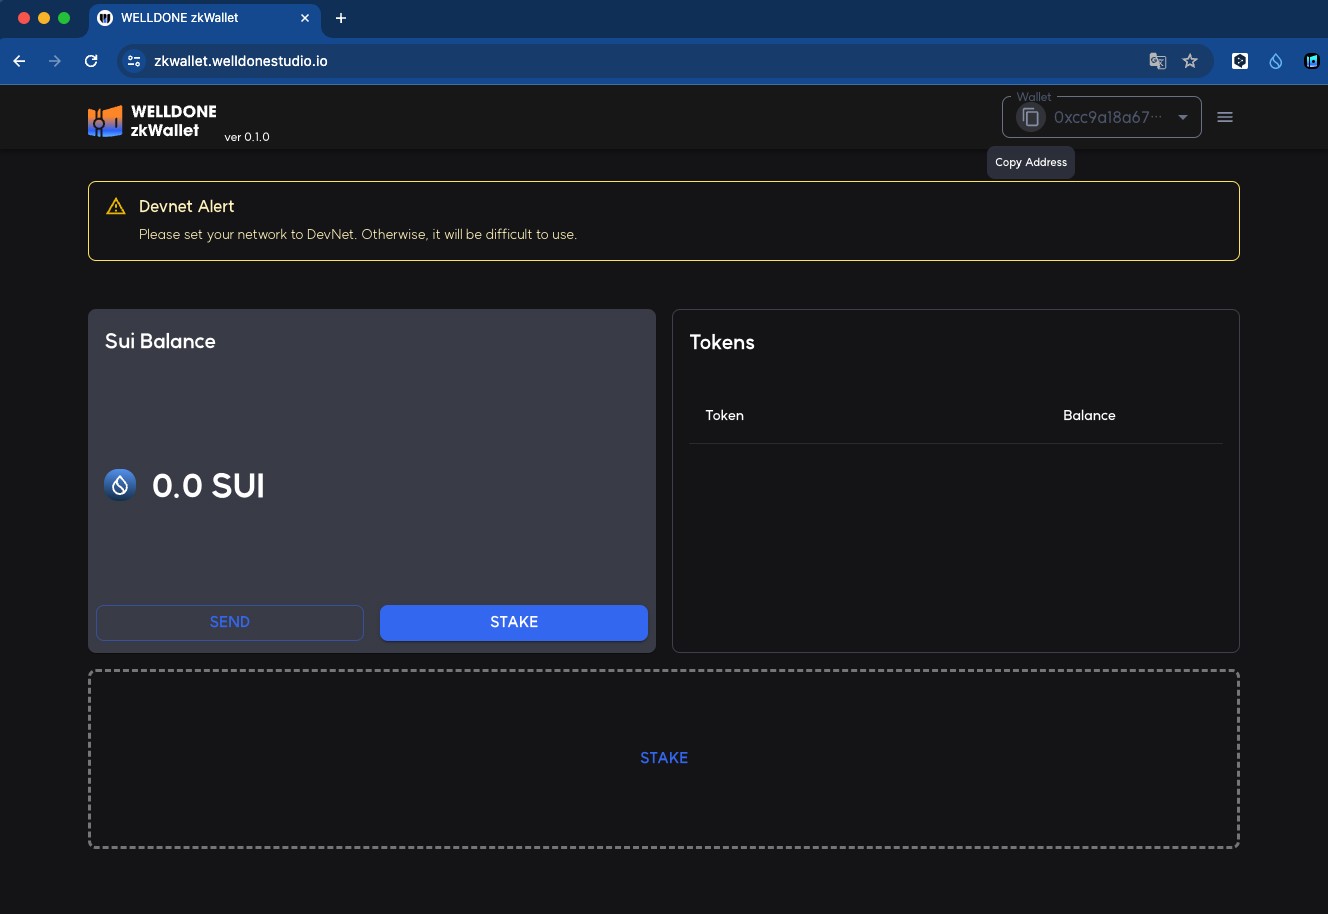 WELLDONE zkWallet
zkwallet.welldonestudio.io
WELLDONE
zkWallet
ver 0.1.0
Wallet
0xcc9a18a67···
Copy Address
Devnet Alert
Please set your network to DevNet. Otherwise, it will be difficult to use.
Sui Balance
0.0 SUI
SEND
STAKE
Tokens
Token
Balance
STAKE